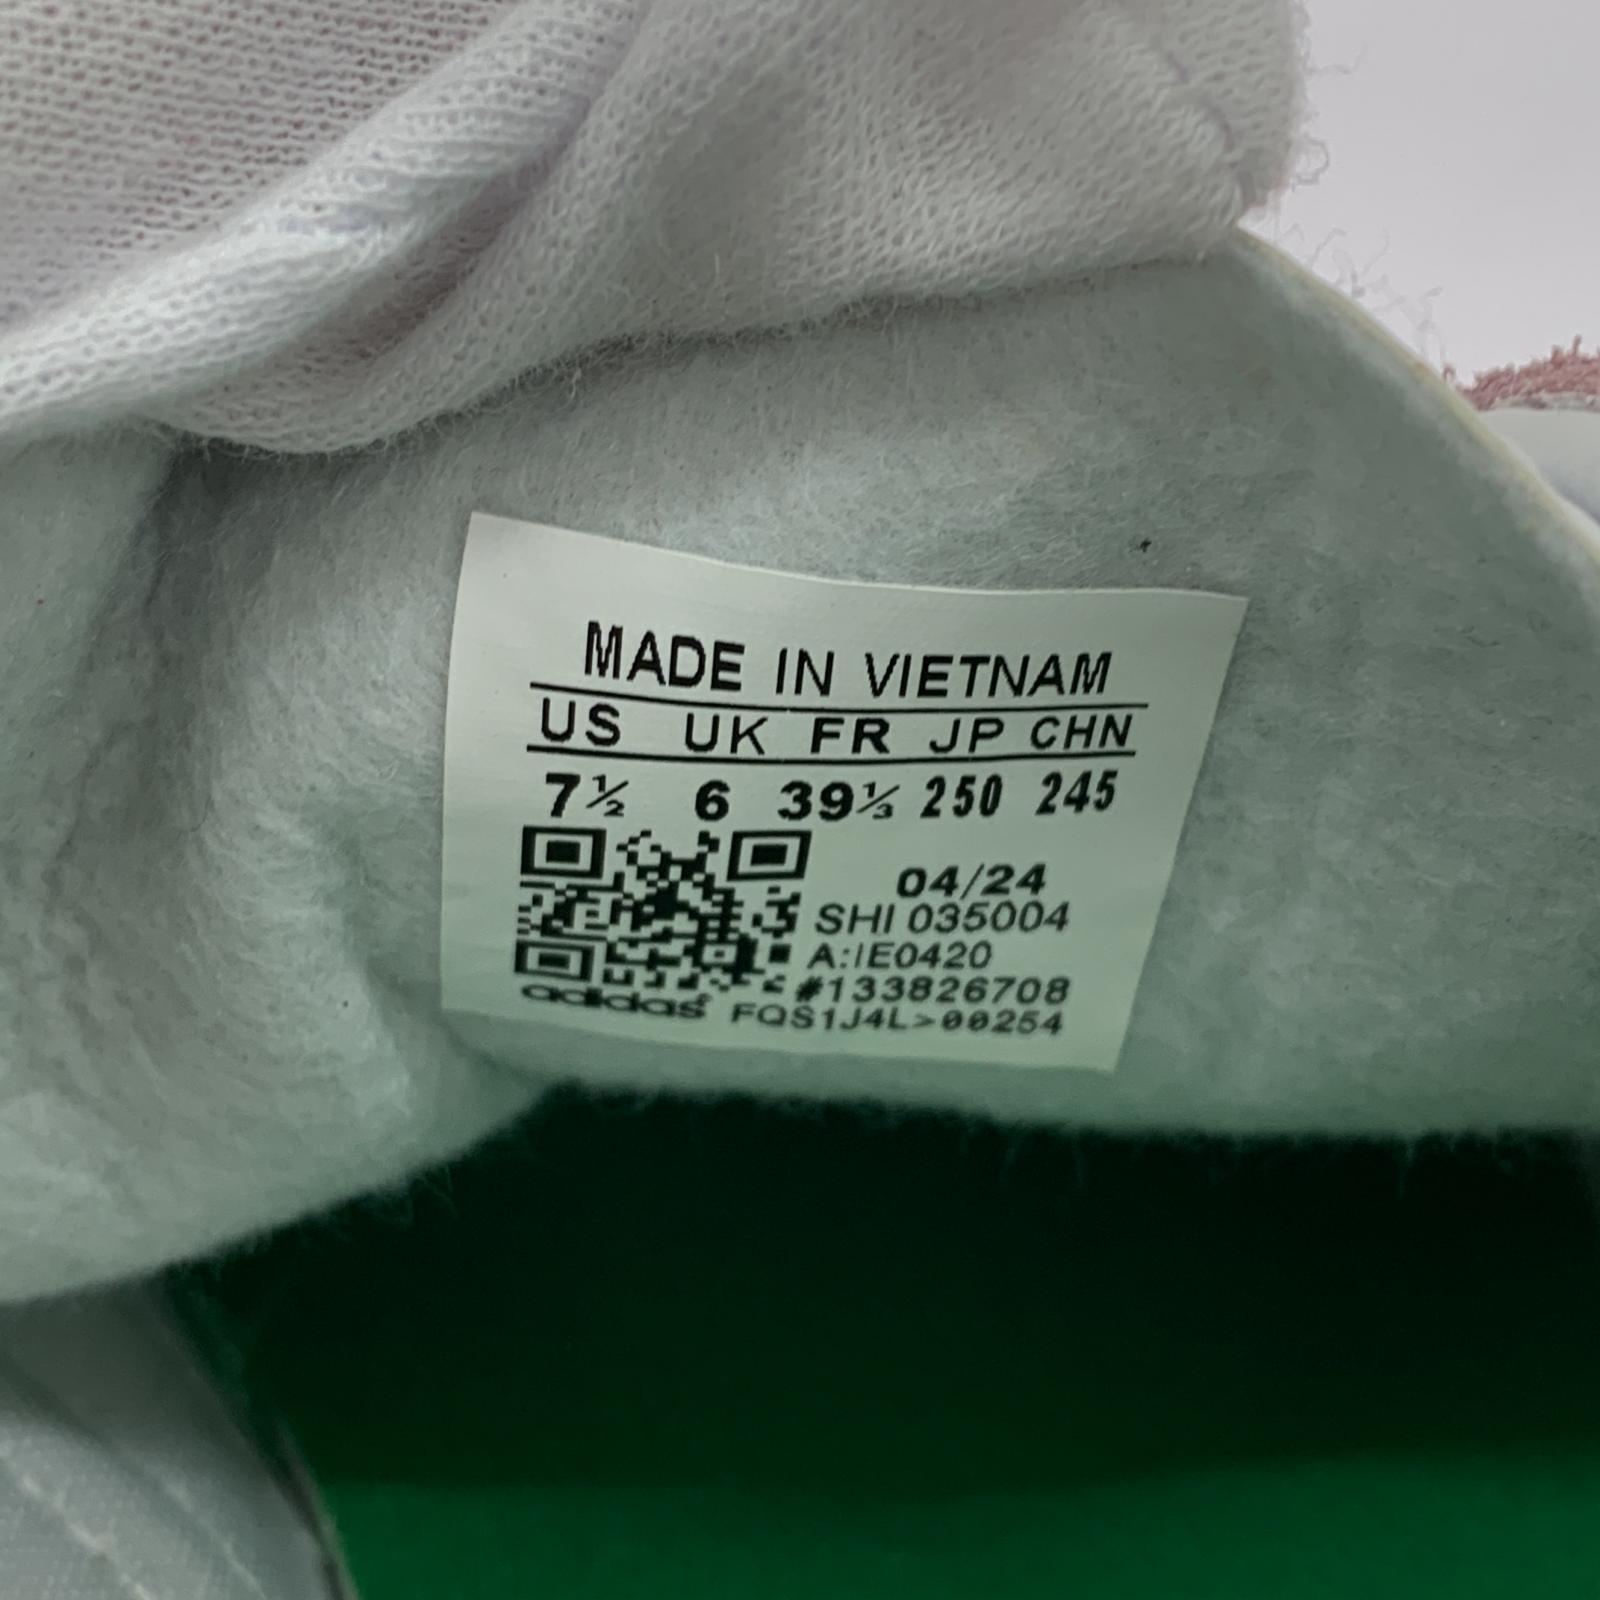 MADE IN VIETNAM
US UK FR JP CHN
7½ 6 39⅓ 250 245
04/24
SHI 035004
A:IE0420
#133826708
adidas FQS1J4L>00254